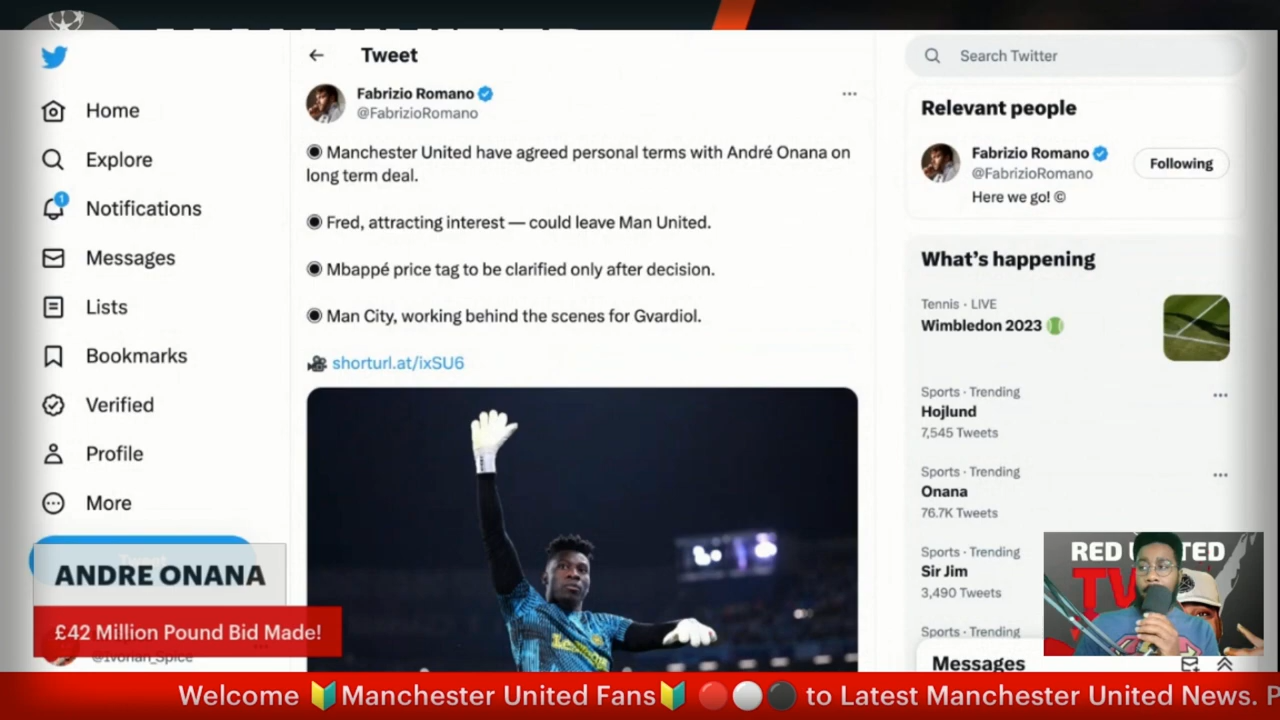 Home
Explore
Notifications
1
Messages
Lists
Bookmarks
Verified
Profile
More
Tweet
Fabrizio Romano
@FabrizioRomano
◉ Manchester United have agreed personal terms with André Onana on
long term deal.
◉ Fred, attracting interest — could leave Man United.
◉ Mbappé price tag to be clarified only after decision.
◉ Man City, working behind the scenes for Gvardiol.
🎥 shorturl.at/ixSU6
Search Twitter
Relevant people
Fabrizio Romano
@FabrizioRomano
Following
Here we go! ©
What's happening
Tennis · LIVE
Wimbledon 2023 🎾
Sports · Trending
Hojlund
7,545 Tweets
Sports · Trending
Onana
76.7K Tweets
Sports · Trending
Sir Jim
3,490 Tweets
Sports · Trending
Messages
ANDRE ONANA
£42 Million Pound Bid Made!
@Ivorian_Spice
RED UNITED
TV
Welcome 🔰Manchester United Fans🔰 🔴⚪⚫ to Latest Manchester United News. P